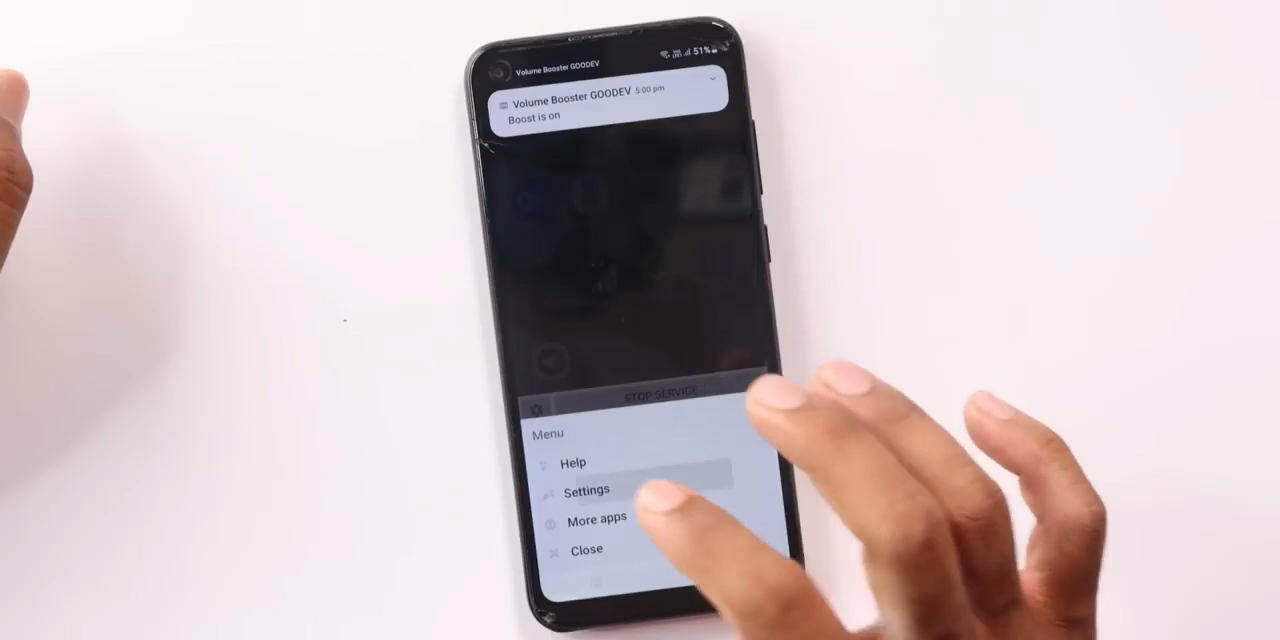 Volume Booster GOODEV
51%
Volume Booster GOODEV 5:00 pm
Boost is on
STOP SERVICE
Menu
Help
Settings
More apps
Close